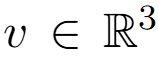 v ∈ ℝ³